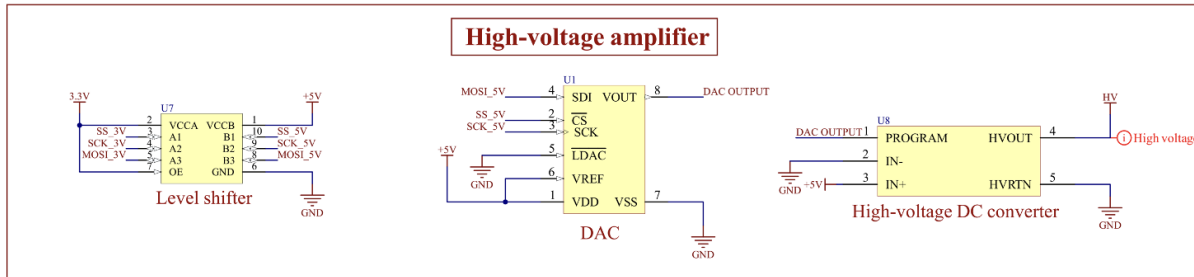 High-voltage amplifier
3.3V
+5V
U7
2 VCCA VCCB 1
SS_3V 3 A1 B1 10 SS_5V
SCK_3V 4 A2 B2 9 SCK_5V
MOSI_3V 5 A3 B3 8 MOSI_5V
7 OE GND 6
GND
Level shifter
U1
MOSI_5V 4 SDI VOUT 8 DAC OUTPUT
SS_5V 2 CS
SCK_5V 3 SCK
+5V
5 LDAC
GND
6 VREF
1 VDD VSS 7
GND
DAC
HV
U8
DAC OUTPUT 1 PROGRAM HVOUT 4
i High voltage
2 IN-
GND
+5V 3 IN+ HVRTN 5
GND
High-voltage DC converter